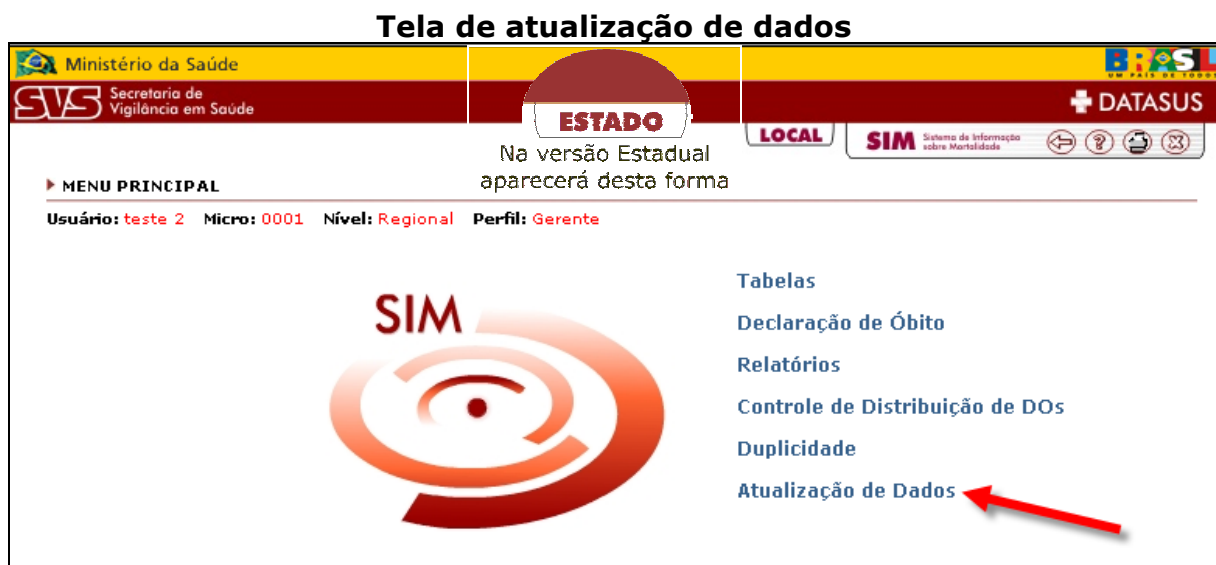 Tela de atualização de dados
Ministério da Saúde
BRASIL
UM PAÍS DE TODOS
SVS Secretaria de
Vigilância em Saúde
DATASUS
ESTADO
Na versão Estadual
aparecerá desta forma
LOCAL
SIM Sistema de Informação
sobre Mortalidade
MENU PRINCIPAL
Usuário: teste 2 Micro: 0001 Nível: Regional Perfil: Gerente
SIM
Tabelas
Declaração de Óbito
Relatórios
Controle de Distribuição de DOs
Duplicidade
Atualização de Dados